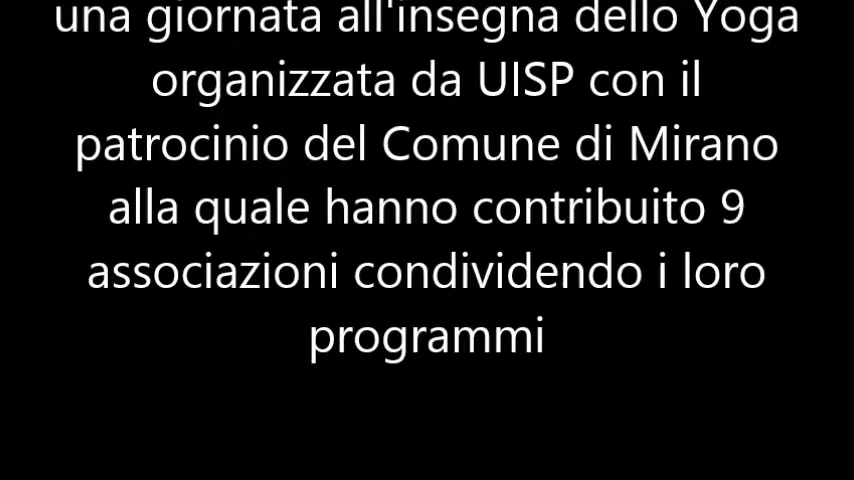 una giornata all'insegna dello Yoga
organizzata da UISP con il
patrocinio del Comune di Mirano
alla quale hanno contribuito 9
associazioni condividendo i loro
programmi